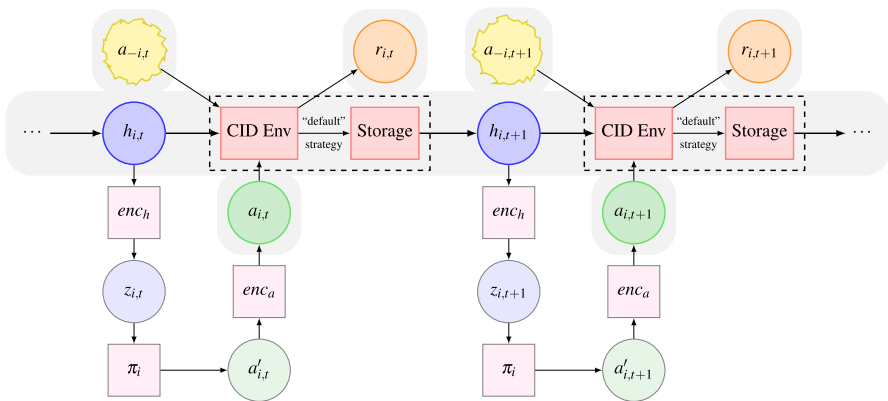 a_{-i,t} r_{i,t} a_{-i,t+1} r_{i,t+1}
⋯ h_{i,t} CID Env “default” strategy Storage h_{i,t+1} CID Env “default” strategy Storage ⋯
enc_h a_{i,t} enc_h a_{i,t+1}
z_{i,t} enc_a z_{i,t+1} enc_a
π_i a'_{i,t} π_i a'_{i,t+1}